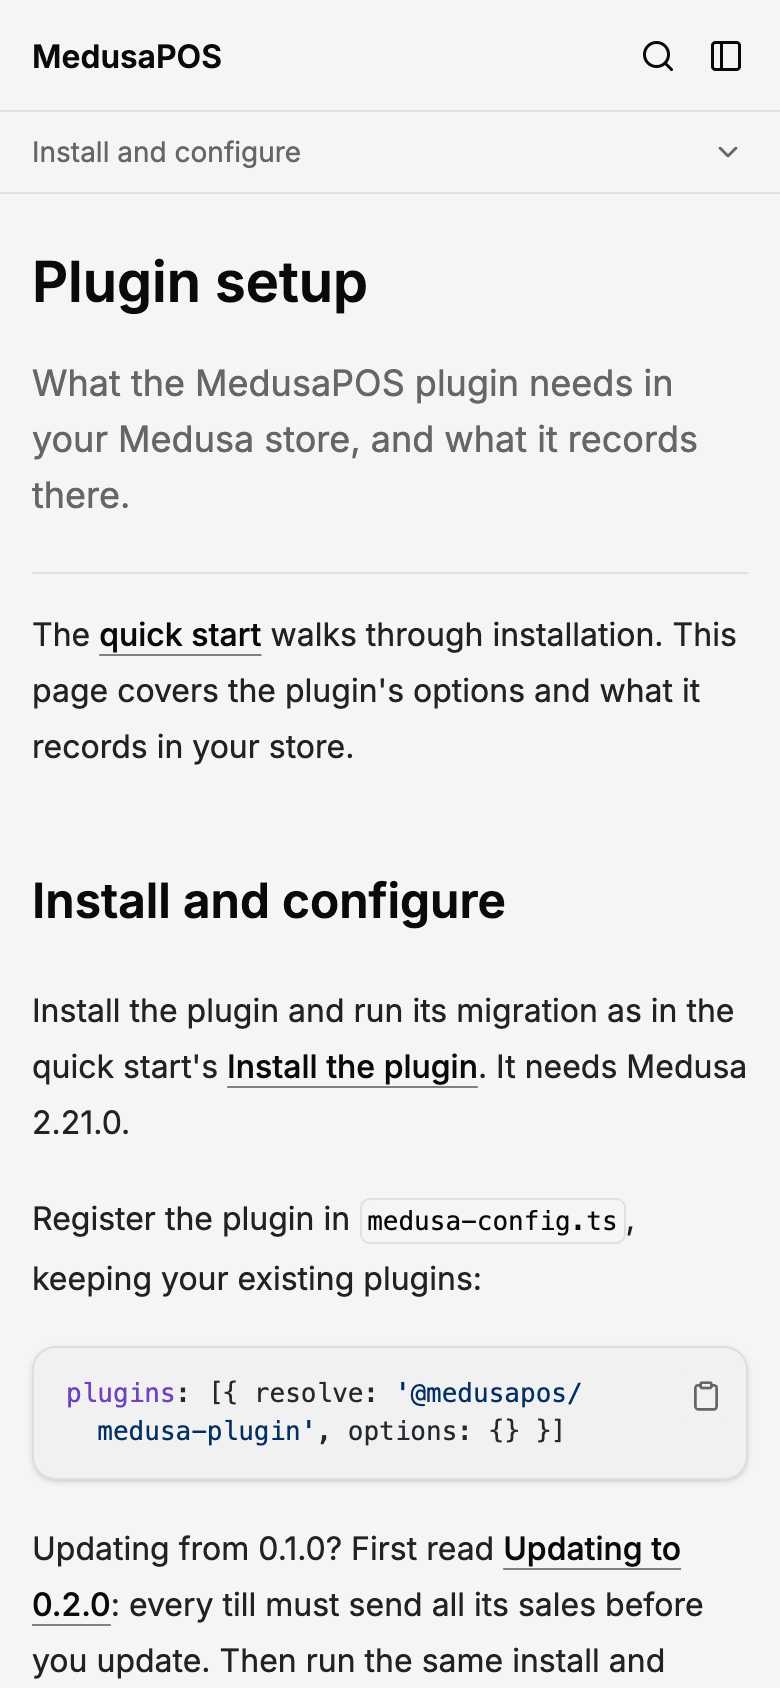 MedusaPOS
Install and configure
Plugin setup
What the MedusaPOS plugin needs in
your Medusa store, and what it records
there.
The quick start walks through installation. This
page covers the plugin's options and what it
records in your store.
Install and configure
Install the plugin and run its migration as in the
quick start's Install the plugin. It needs Medusa
2.21.0.
Register the plugin in medusa-config.ts,
keeping your existing plugins:
plugins: [{ resolve: '@medusapos/
medusa-plugin', options: {} }]
Updating from 0.1.0? First read Updating to
0.2.0: every till must send all its sales before
you update. Then run the same install and